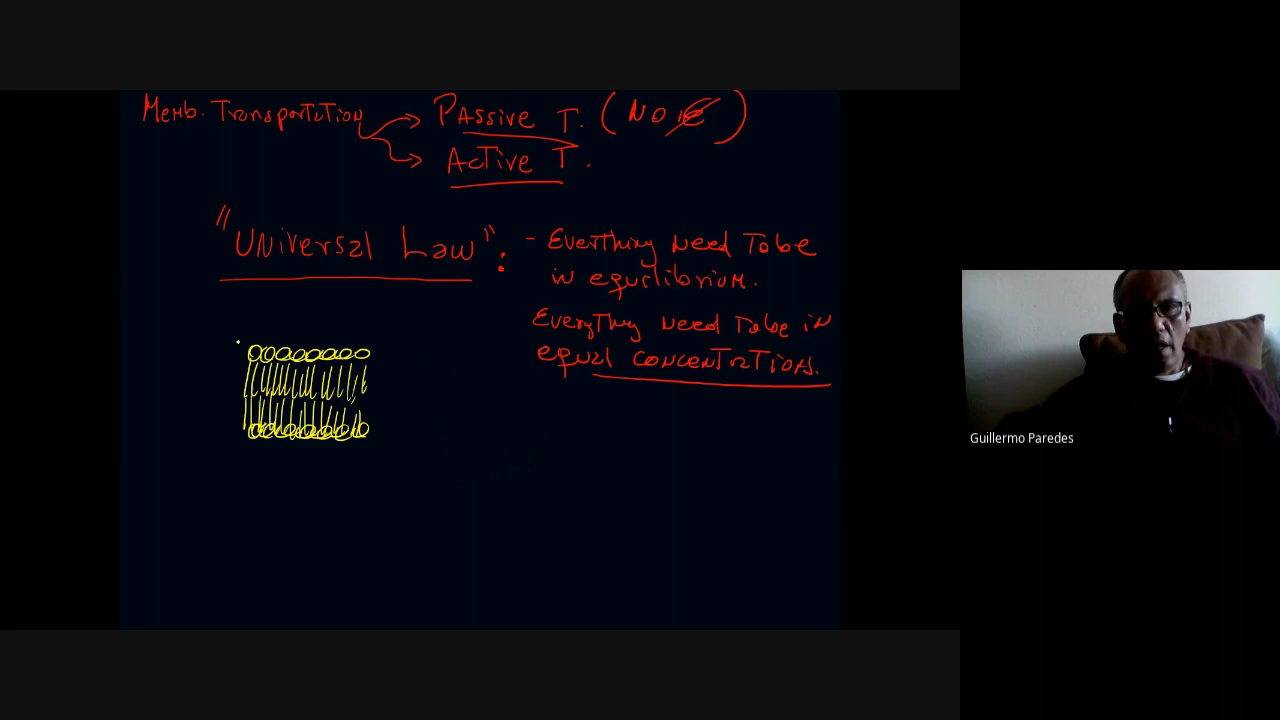 Memb. Transportation
Passive T. (No E)
Active T.
"Universal Law" : - Everthing need To be
in equilibrium.
Everything need To be in
equal concentrations.
Guillermo Paredes